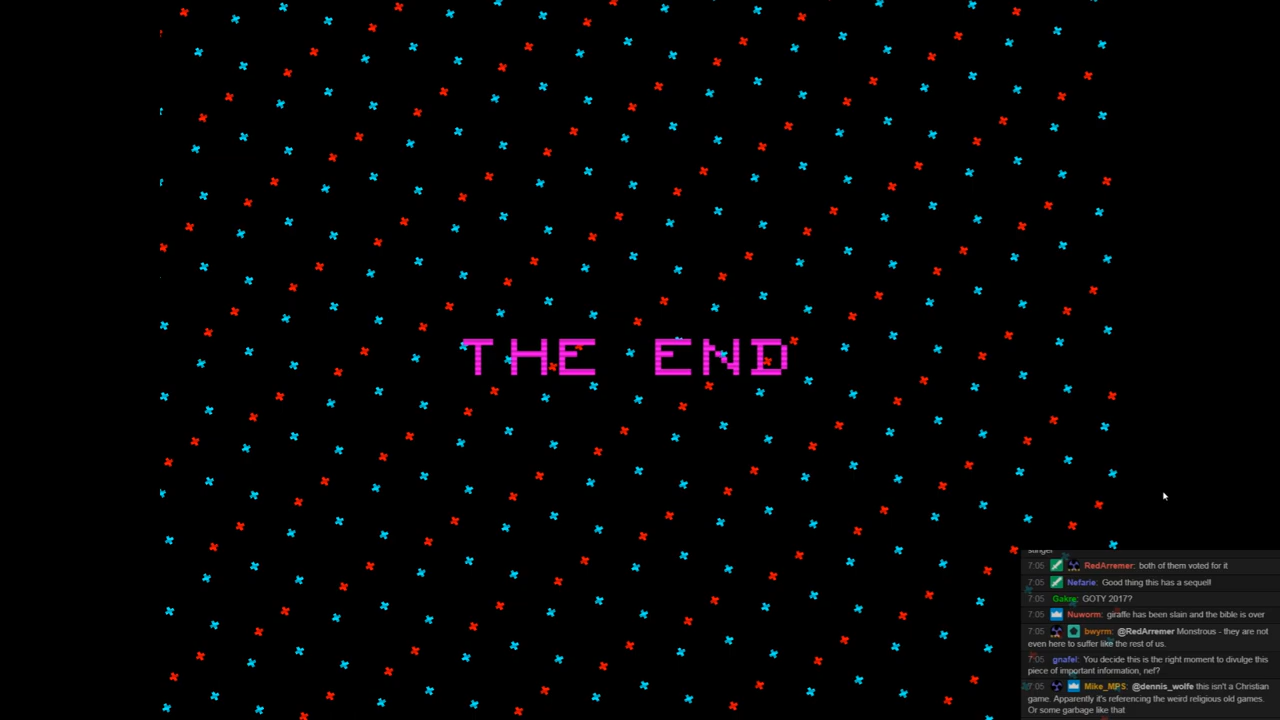 THE END
stinger
7:05 RedArremer: both of them voted for it
7:05 Nefarie: Good thing this has a sequel!
7:05 Gakre: GOTY 2017?
7:05 Nuworm: giraffe has been slain and the bible is over
7:05 bwyrm: @RedArremer Monstrous - they are not
even here to suffer like the rest of us.
7:05 gnafel: You decide this is the right moment to divulge this
piece of important information, nef?
7:05 Mike_MPS: @dennis_wolfe this isn't a Christian
game. Apparently it's referencing the weird religious old games.
Or some garbage like that